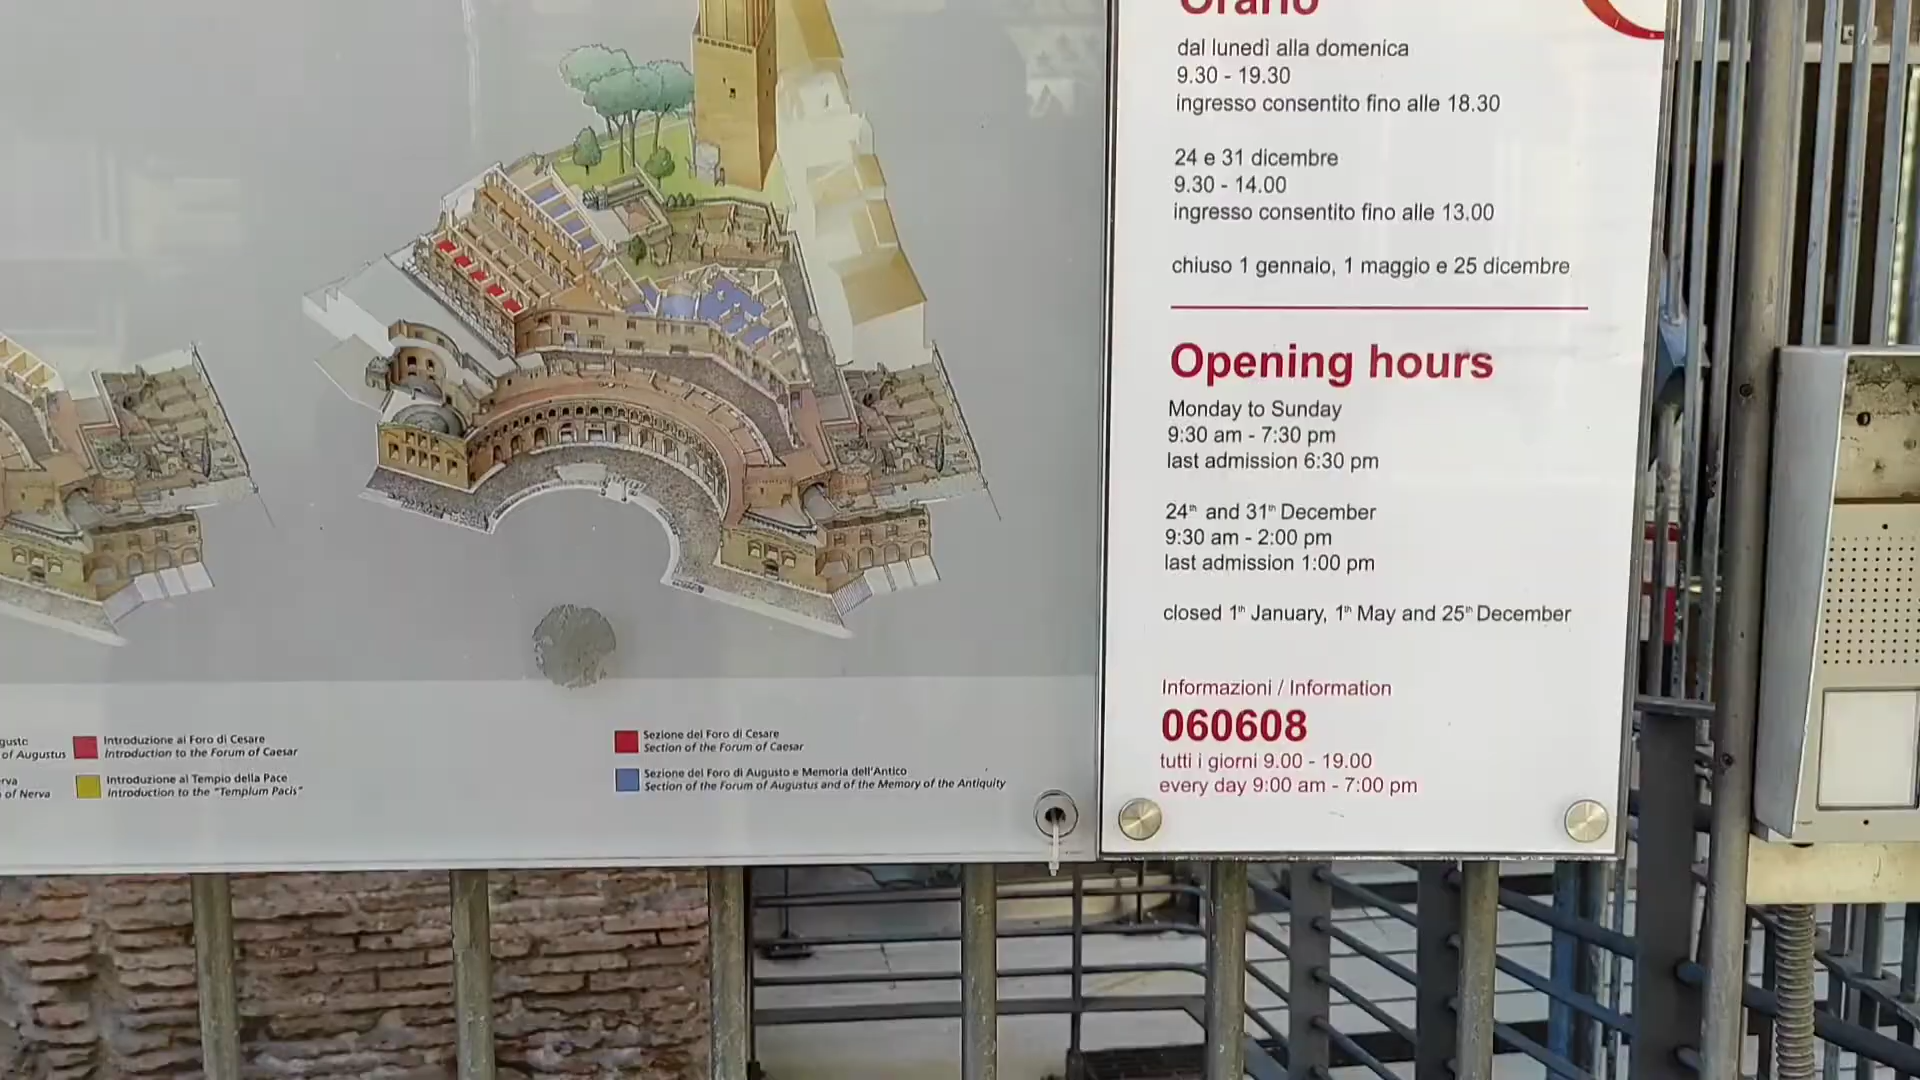 Orario
dal lunedì alla domenica
9.30 - 19.30
ingresso consentito fino alle 18.30
24 e 31 dicembre
9.30 - 14.00
ingresso consentito fino alle 13.00
chiuso 1 gennaio, 1 maggio e 25 dicembre
Opening hours
Monday to Sunday
9:30 am - 7:30 pm
last admission 6:30 pm
24th and 31th December
9:30 am - 2:00 pm
last admission 1:00 pm
closed 1th January, 1th May and 25th December
Informazioni / Information
060608
tutti i giorni 9.00 - 19.00
every day 9:00 am - 7:00 pm
of Augustus
of Nerva
Introduzione al Foro di Cesare
Introduction to the Forum of Caesar
Introduzione al Tempio della Pace
Introduction to the "Templum Pacis"
Sezione del Foro di Cesare
Section of the Forum of Caesar
Sezione del Foro di Augusto e Memoria dell'Antico
Section of the Forum of Augustus and of the Memory of the Antiquity